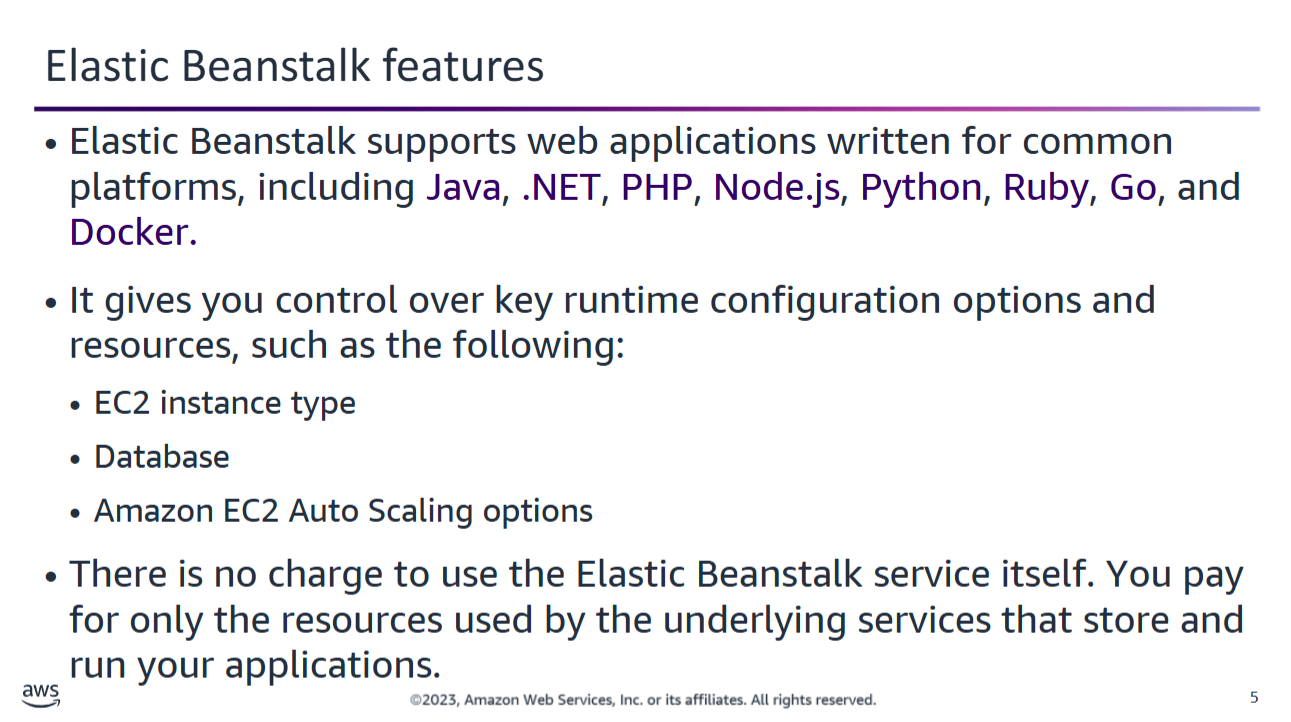 Elastic Beanstalk features
• Elastic Beanstalk supports web applications written for common
platforms, including Java, .NET, PHP, Node.js, Python, Ruby, Go, and
Docker.
• It gives you control over key runtime configuration options and
resources, such as the following:
• EC2 instance type
• Database
• Amazon EC2 Auto Scaling options
• There is no charge to use the Elastic Beanstalk service itself. You pay
for only the resources used by the underlying services that store and
run your applications.
aws
©2023, Amazon Web Services, Inc. or its affiliates. All rights reserved.
5